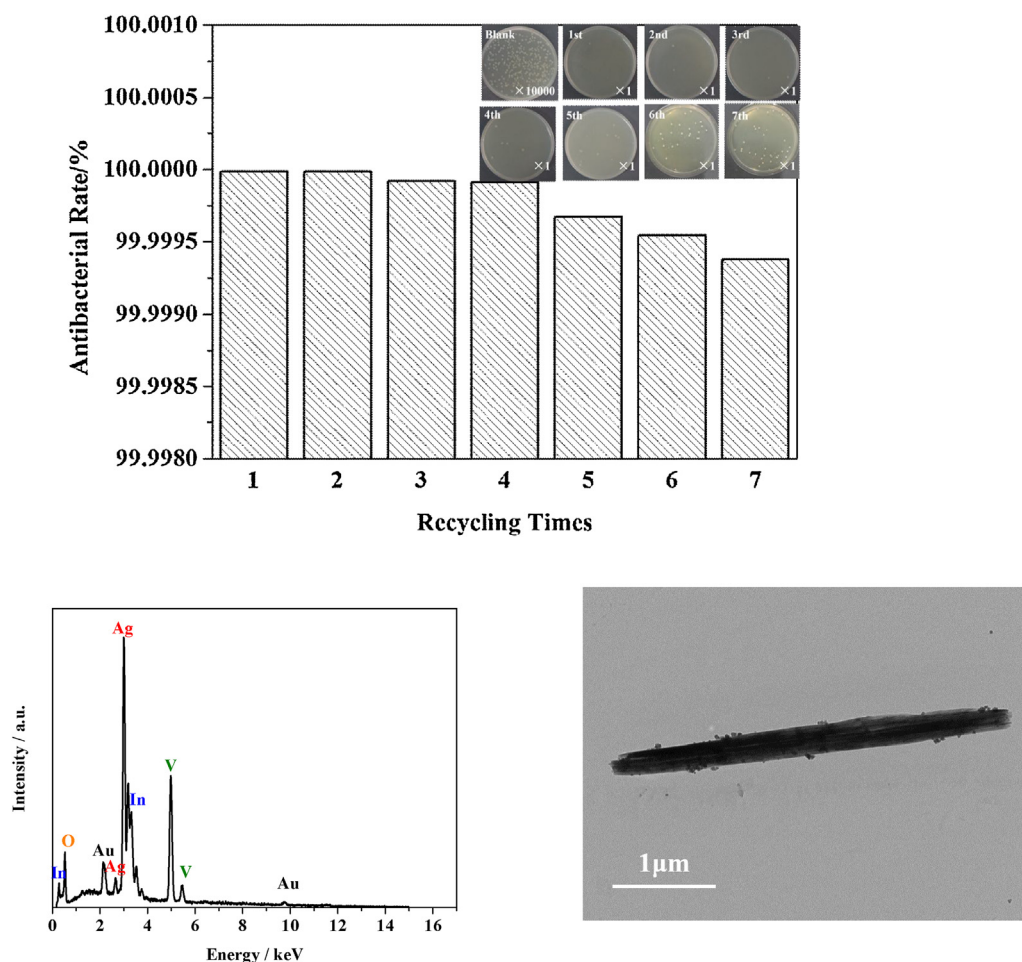 100.0010
100.0005
100.0000
99.9995
99.9990
99.9985
99.9980
Antibacterial Rate/%
Blank
×10000
1st
×1
2nd
×1
3rd
×1
4th
×1
5th
×1
6th
×1
7th
×1
1 2 3 4 5 6 7
Recycling Times
Intensity / a.u.
Ag
V
In
O
Au
Ag
In
V
Au
0 2 4 6 8 10 12 14 16
Energy / keV
1μm